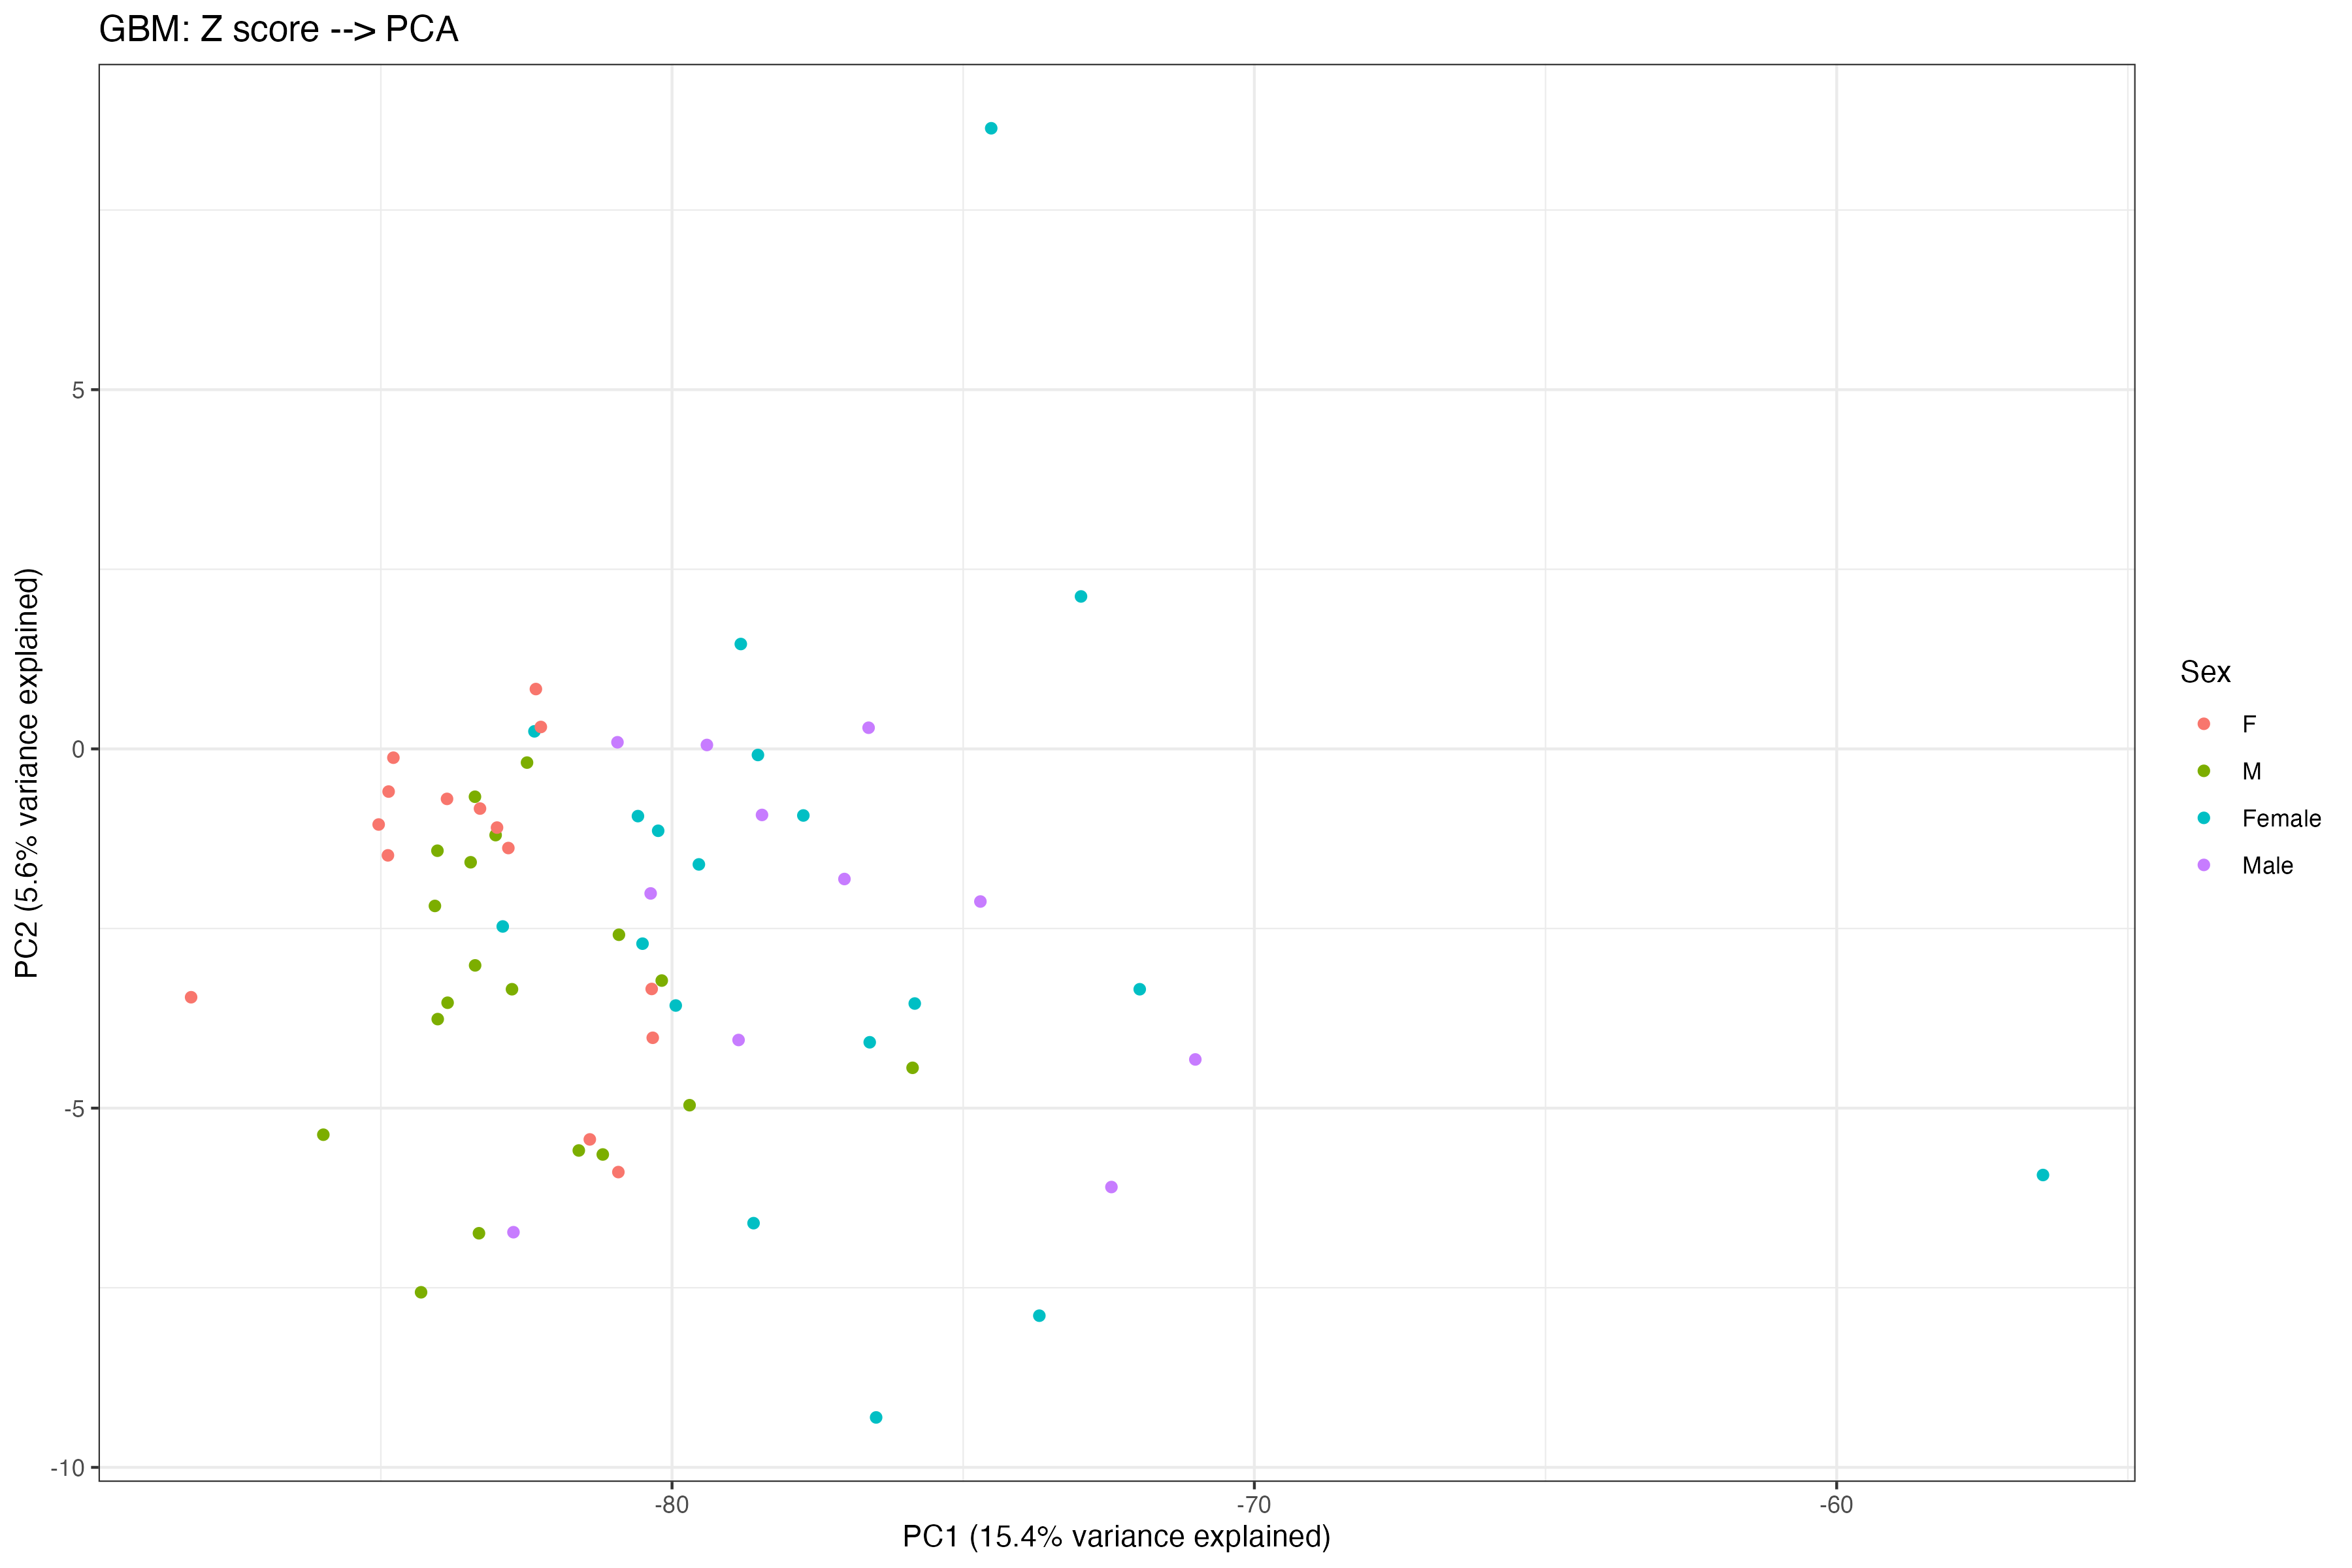 GBM: Z score --> PCA
5
0
-5
-10
PC2 (5.6% variance explained)
-80
-70
-60
PC1 (15.4% variance explained)
Sex
F
M
Female
Male